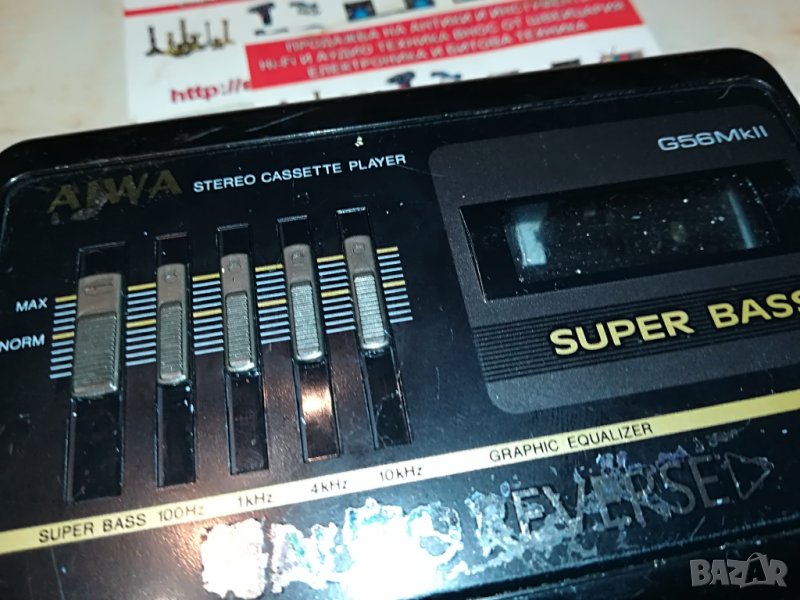 ПРОДАЖБА НА АНТИКИ И ИНСТРУМЕНТИ
HI-FI И АУДИО ТЕХНИКА ВНОС ОТ ШВЕЙЦАРИЯ
ЕЛЕКТРОНИКА И БИТОВА ТЕХНИКА
http://
G56MkII
AIWA STEREO CASSETTE PLAYER
MAX
NORM
SUPER BASS
GRAPHIC EQUALIZER
SUPER BASS 100Hz 1kHz 4kHz 10kHz
REVERSE
BAZAR